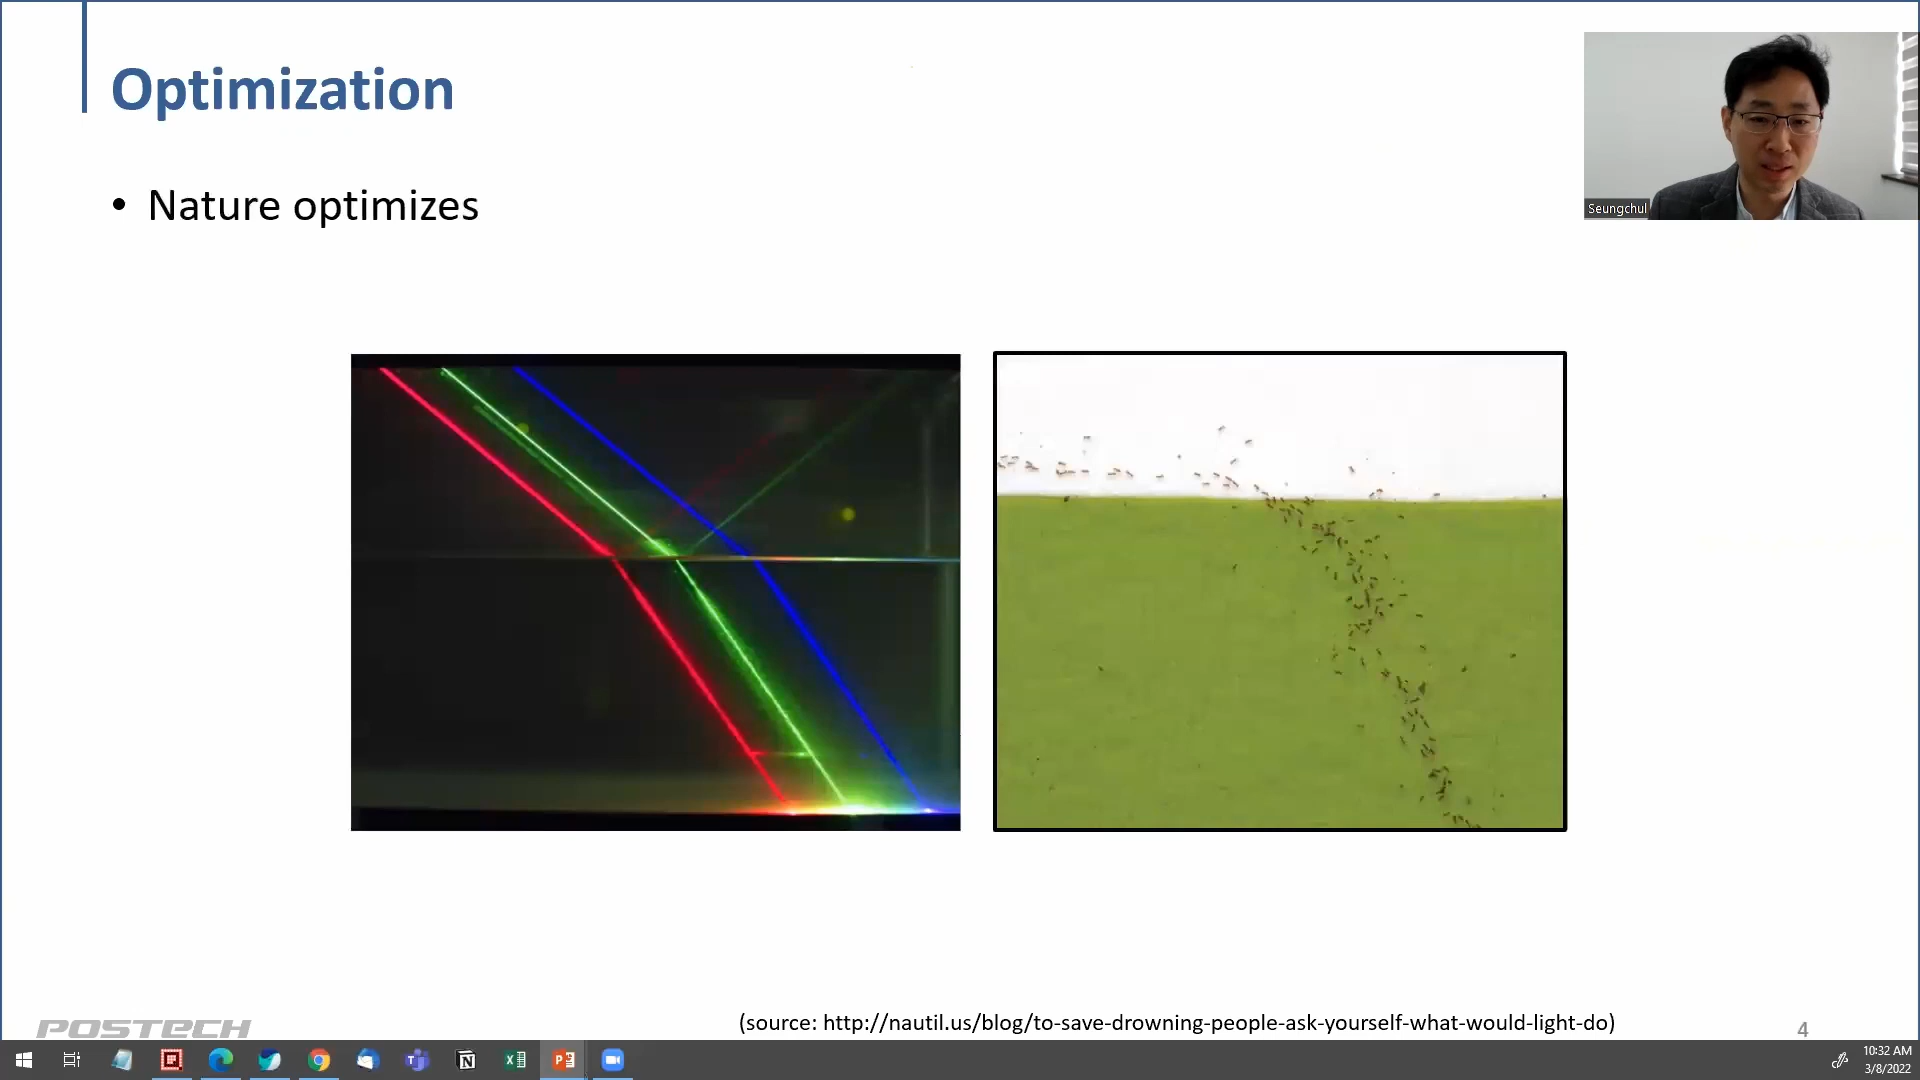 Optimization
• Nature optimizes
Seungchul
(source: http://nautil.us/blog/to-save-drowning-people-ask-yourself-what-would-light-do)
POSTECH
4
10:32 AM
3/8/2022